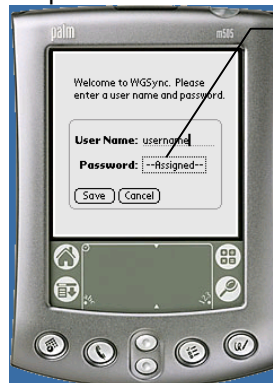 palm m505
Welcome to WGSync. Please
enter a user name and password.
User Name: username
Password: --Assigned--
Save Cancel